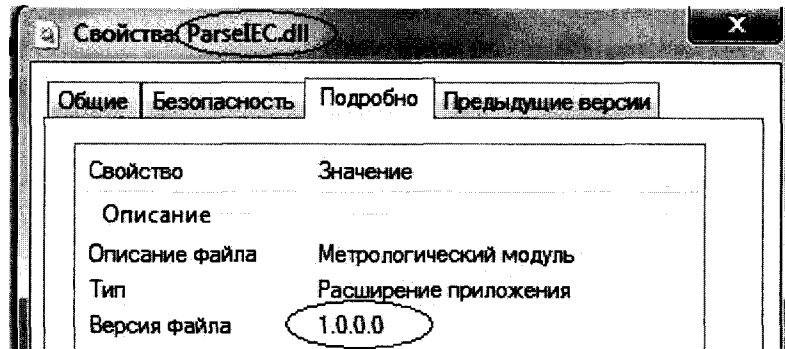 Свойства: ParseIEC.dll
x
Общие Безопасность Подробно Предыдущие версии
Свойство Значение
Описание
Описание файла Метрологический модуль
Тип Расширение приложения
Версия файла 1.0.0.0